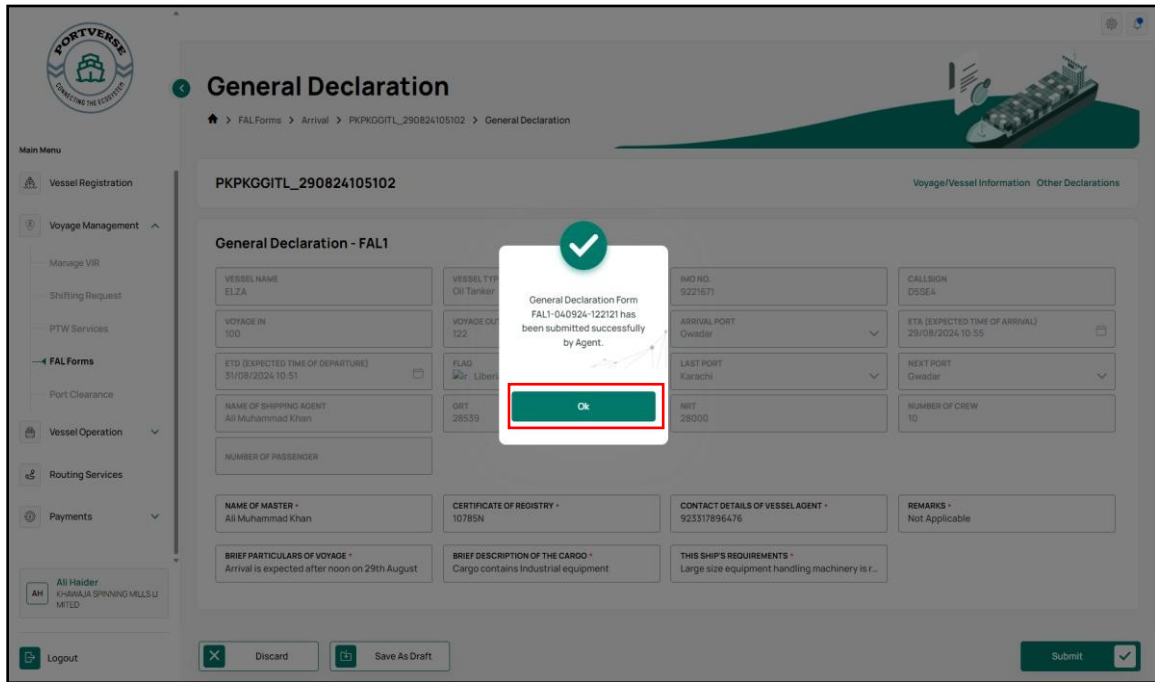 PORTVERSE
CONNECTING THE ECOSYSTEM
Main Menu
Vessel Registration
Voyage Management
Manage VIR
Shifting Request
PTW Services
FAL Forms
Port Clearance
Vessel Operation
Routing Services
Payments
AH
Ali Haider
KHAWAJA SPINNING MILLS LI
MITED
Logout
General Declaration
> FALForms > Arrival > PKPKGGITL_290824105102 > General Declaration
PKPKGGITL_290824105102
Voyage/Vessel Information Other Declarations
General Declaration - FAL1
VESSEL NAME
ELZA
VESSEL TYP
Oil Tanker
IMO NO.
9221671
CALLSIGN
D5SE4
VOYAGE IN
100
VOYAGE OU
122
ARRIVAL PORT
Gwadar
ETA (EXPECTED TIME OF ARRIVAL)
29/08/2024 10:55
ETD (EXPECTED TIME OF DEPARTURE)
31/08/2024 10:51
FLAG
Liberi
LAST PORT
Karachi
NEXT PORT
Gwadar
NAME OF SHIPPING AGENT
Ali Muhammad Khan
GRT
28539
NRT
28000
NUMBER OF CREW
10
NUMBER OF PASSENGER
NAME OF MASTER *
Ali Muhammad Khan
CERTIFICATE OF REGISTRY *
10785N
CONTACT DETAILS OF VESSEL AGENT *
923317896476
REMARKS *
Not Applicable
BRIEF PARTICULARS OF VOYAGE *
Arrival is expected after noon on 29th August
BRIEF DESCRIPTION OF THE CARGO *
Cargo contains Industrial equipment
THIS SHIP'S REQUIREMENTS *
Large size equipment handling machinery is r...
General Declaration Form
FAL1-040924-122121 has
been submitted successfully
by Agent.
Ok
Discard
Save As Draft
Submit